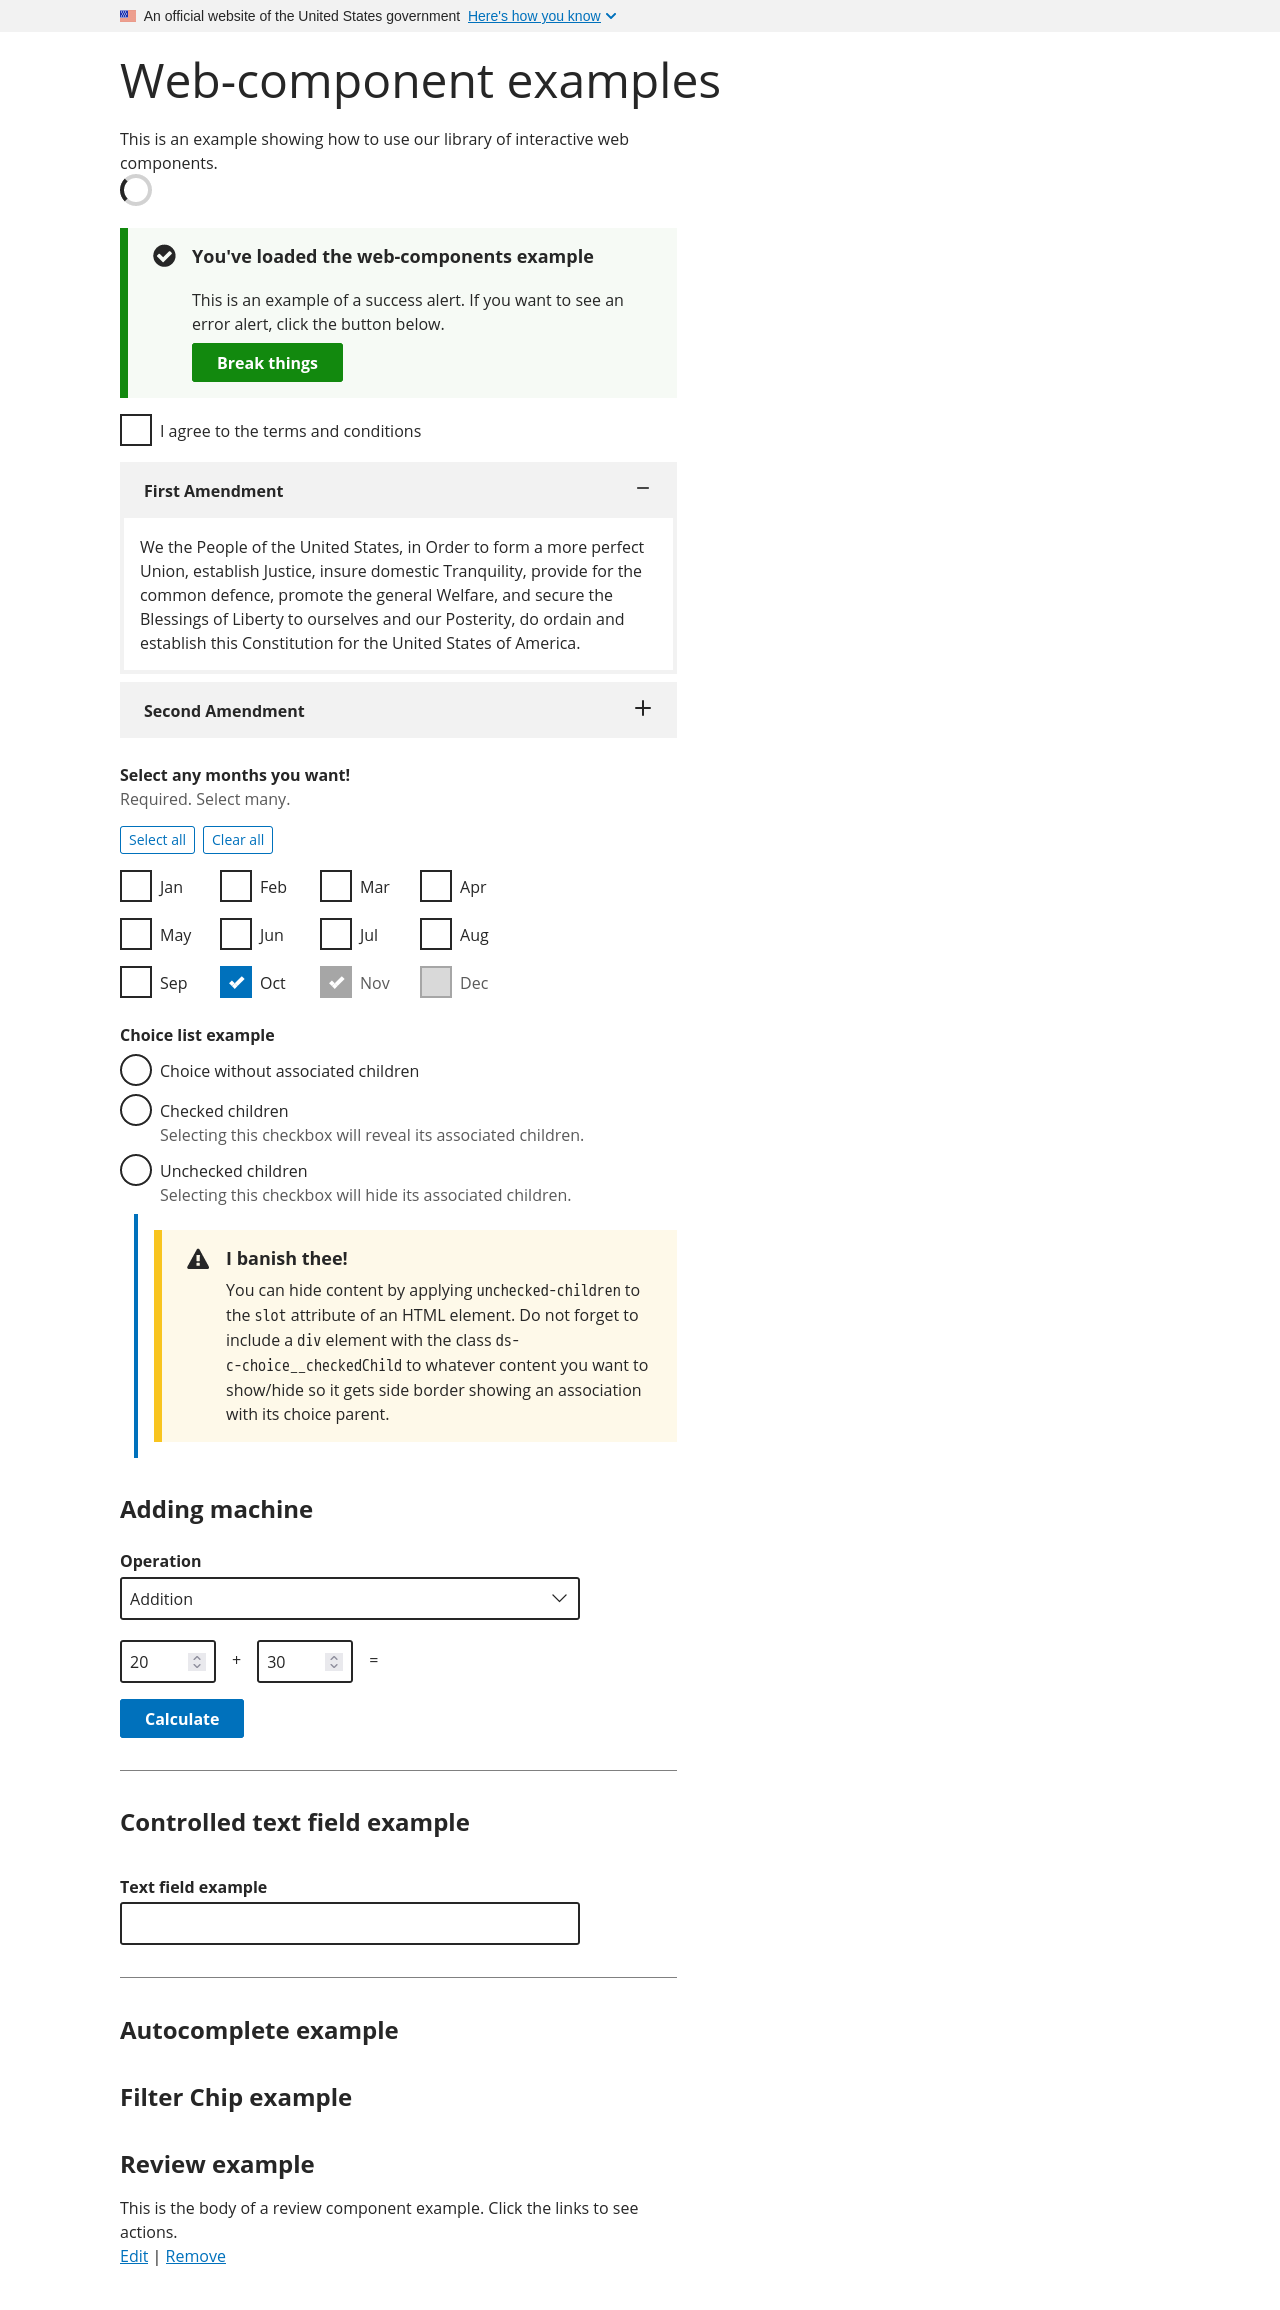 An official website of the United States government Here's how you know
Web-component examples
This is an example showing how to use our library of interactive web
components.
You've loaded the web-components example
This is an example of a success alert. If you want to see an
error alert, click the button below.
Break things
I agree to the terms and conditions
First Amendment
We the People of the United States, in Order to form a more perfect
Union, establish Justice, insure domestic Tranquility, provide for the
common defence, promote the general Welfare, and secure the
Blessings of Liberty to ourselves and our Posterity, do ordain and
establish this Constitution for the United States of America.
Second Amendment
Select any months you want!
Required. Select many.
Select all Clear all
Jan Feb Mar Apr
May Jun Jul Aug
Sep Oct Nov Dec
Choice list example
Choice without associated children
Checked children
Selecting this checkbox will reveal its associated children.
Unchecked children
Selecting this checkbox will hide its associated children.
I banish thee!
You can hide content by applying unchecked-children to
the slot attribute of an HTML element. Do not forget to
include a div element with the class ds-
c-choice__checkedChild to whatever content you want to
show/hide so it gets side border showing an association
with its choice parent.
Adding machine
Operation
Addition
20 + 30 =
Calculate
Controlled text field example
Text field example
Autocomplete example
Filter Chip example
Review example
This is the body of a review component example. Click the links to see
actions.
Edit | Remove